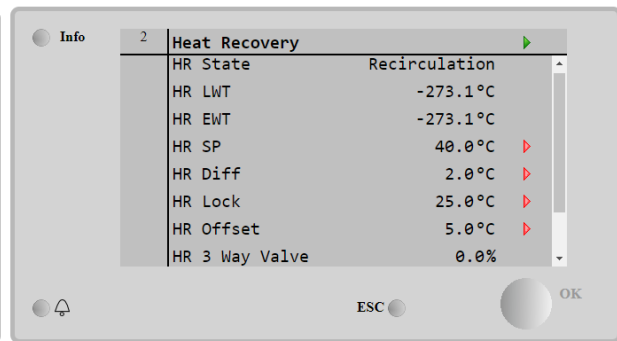 Info
2 Heat Recovery
HR State Recirculation
HR LWT -273.1°C
HR EWT -273.1°C
HR SP 40.0°C
HR Diff 2.0°C
HR Lock 25.0°C
HR Offset 5.0°C
HR 3 Way Valve 0.0%
ESC OK